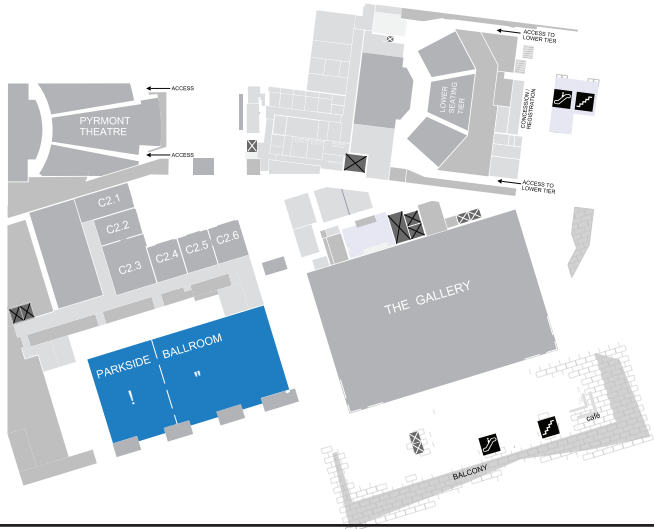 ACCESS TO
LOWER TIER
ACCESS
PYRMONT
THEATRE
LOWER
SEATING
TIER
CONCESSION /
REGISTRATION
ACCESS
ACCESS TO
LOWER TIER
C2.1
C2.2
C2.3
C2.4
C2.5
C2.6
THE GALLERY
PARKSIDE BALLROOM
! "
café
BALCONY